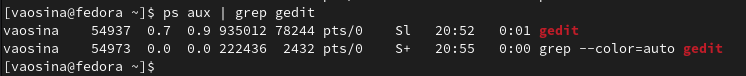 [vaosina@fedora ~]$ ps aux | grep gedit
vaosina    54937  0.7  0.9 935012 78244 pts/0    Sl   20:52   0:01 gedit
vaosina    54973  0.0  0.0 222436  2432 pts/0    S+   20:55   0:00 grep --color=auto gedit
[vaosina@fedora ~]$